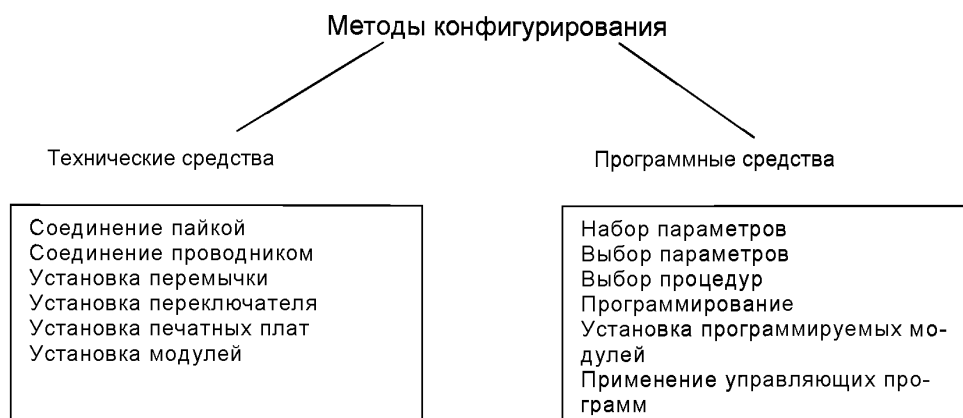 Методы конфигурирования
Технические средства
Программные средства
Соединение пайкой
Соединение проводником
Установка перемычки
Установка переключателя
Установка печатных плат
Установка модулей
Набор параметров
Выбор параметров
Выбор процедур
Программирование
Установка программируемых мо-
дулей
Применение управляющих про-
грамм